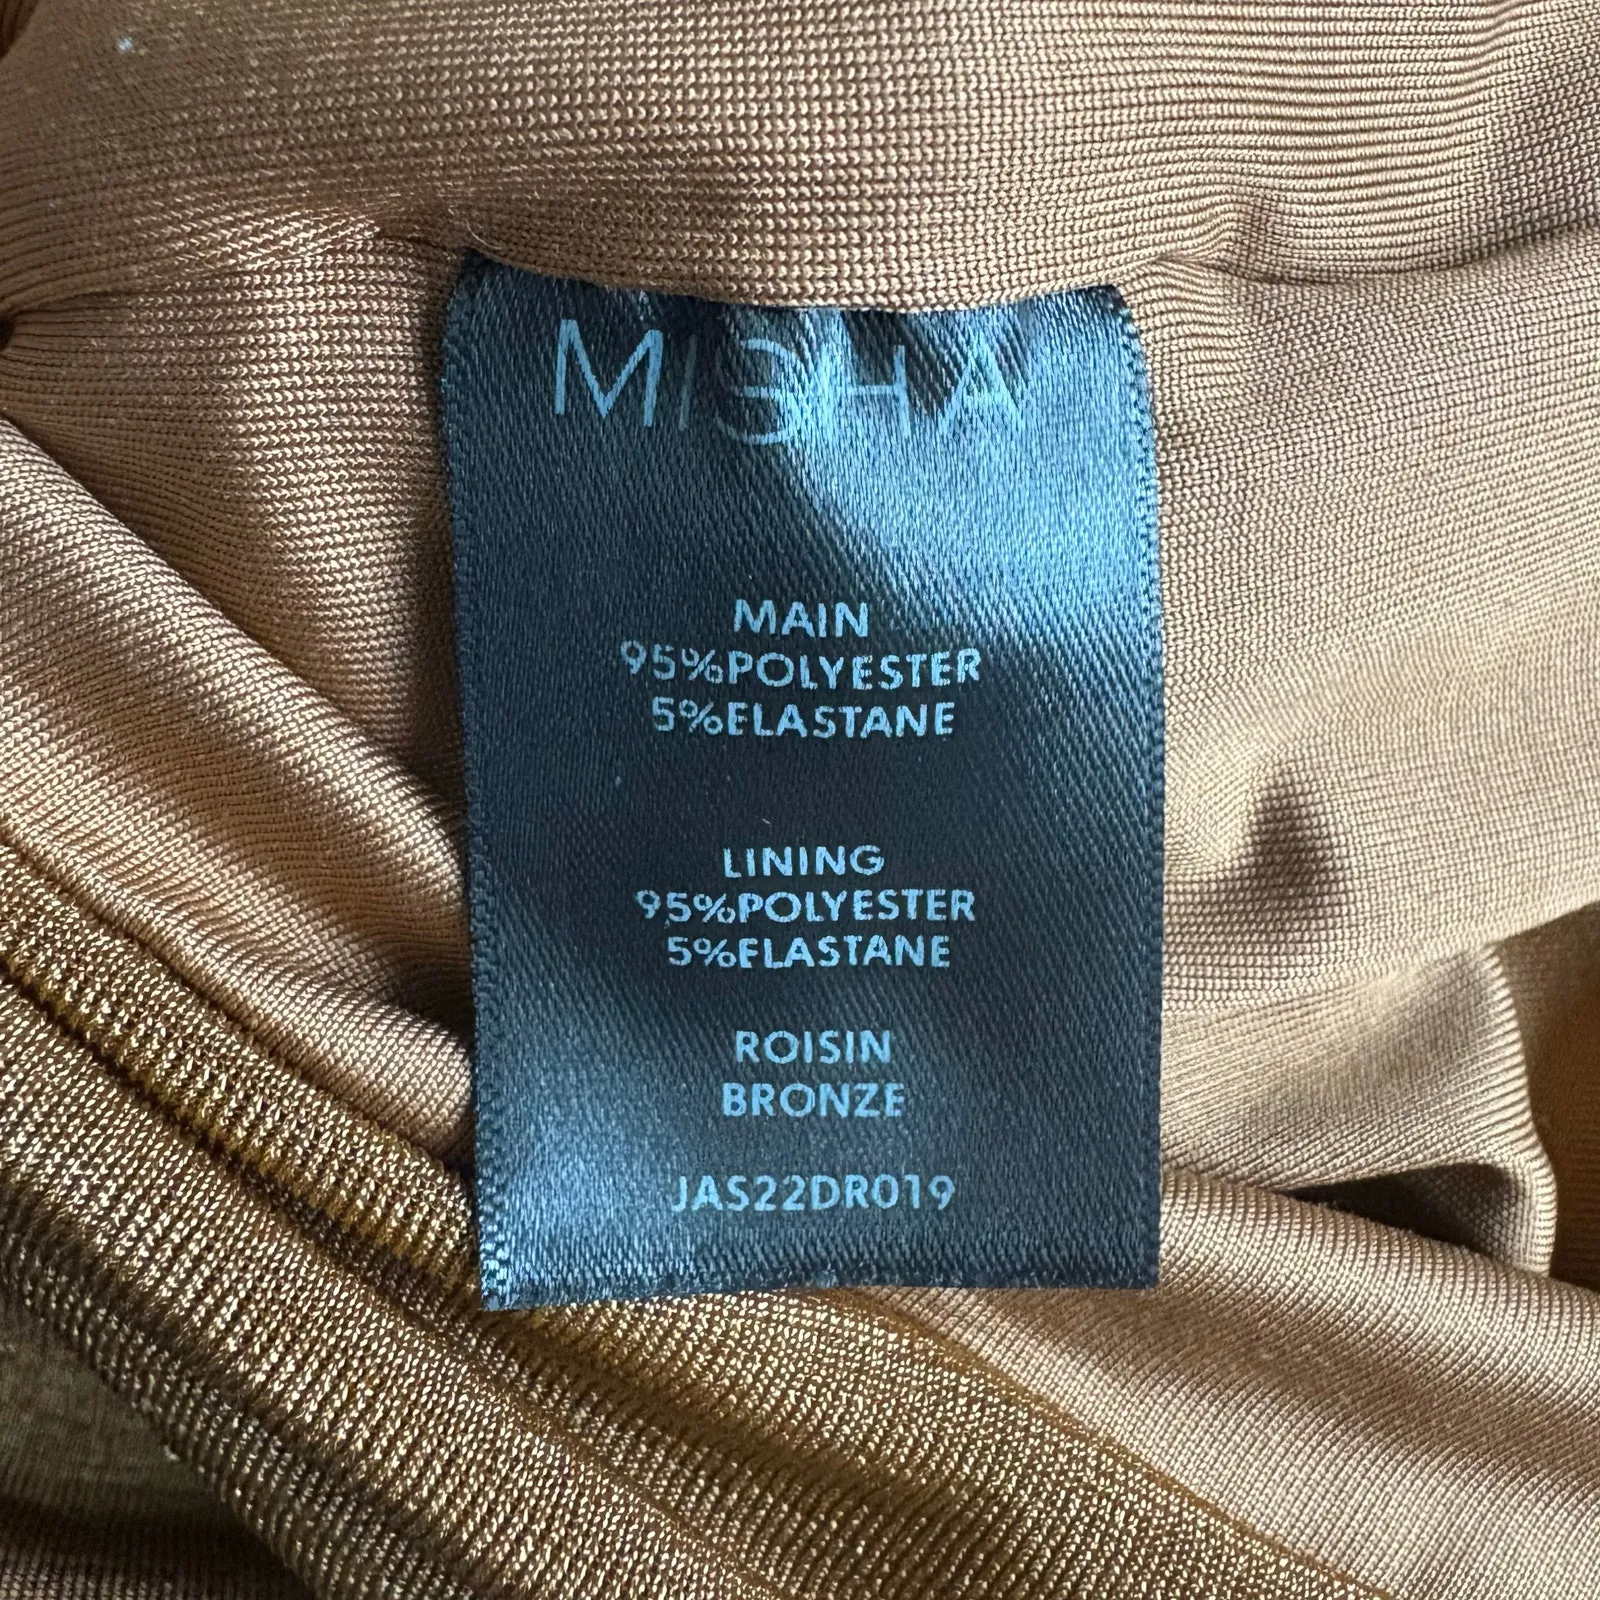 MISHA
MAIN
95%POLYESTER
5%ELASTANE
LINING
95%POLYESTER
5%ELASTANE
ROISIN
BRONZE
JAS22DR019